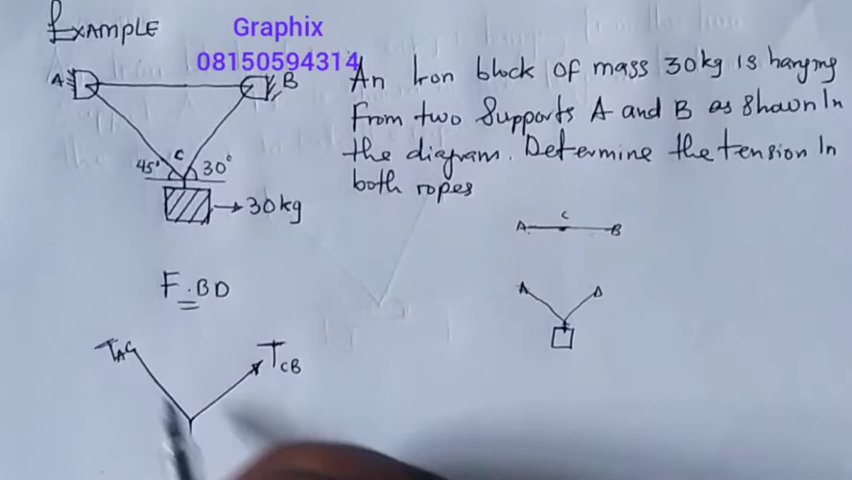 EXAMPLE
Graphix
08150594314
A
B
C
45°
30°
30kg
An Iron block of mass 30kg is hanging
From two Supports A and B as Shown In
the diagram. Determine the tension In
both ropes
A C B
A B
F.BD
TAC
TCB